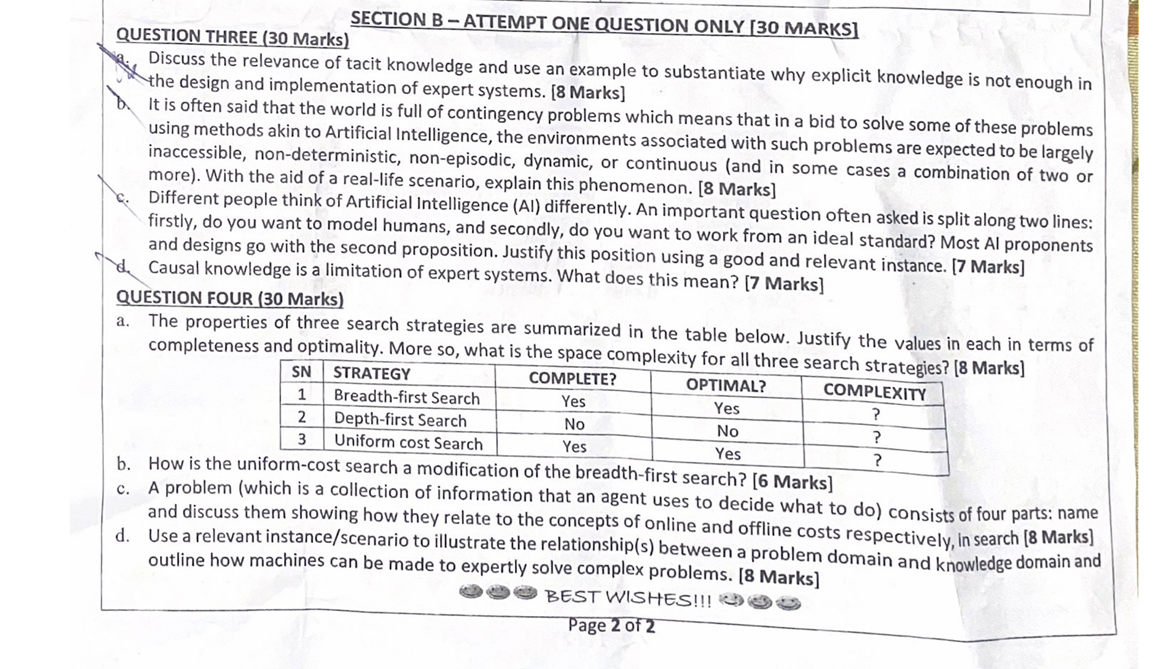 SECTION B – ATTEMPT ONE QUESTION ONLY [30 MARKS]
QUESTION THREE (30 Marks)
a. Discuss the relevance of tacit knowledge and use an example to substantiate why explicit knowledge is not enough in
the design and implementation of expert systems. [8 Marks]
b. It is often said that the world is full of contingency problems which means that in a bid to solve some of these problems
using methods akin to Artificial Intelligence, the environments associated with such problems are expected to be largely
inaccessible, non-deterministic, non-episodic, dynamic, or continuous (and in some cases a combination of two or
more). With the aid of a real-life scenario, explain this phenomenon. [8 Marks]
c. Different people think of Artificial Intelligence (AI) differently. An important question often asked is split along two lines:
firstly, do you want to model humans, and secondly, do you want to work from an ideal standard? Most AI proponents
and designs go with the second proposition. Justify this position using a good and relevant instance. [7 Marks]
d. Causal knowledge is a limitation of expert systems. What does this mean? [7 Marks]
QUESTION FOUR (30 Marks)
a. The properties of three search strategies are summarized in the table below. Justify the values in each in terms of
completeness and optimality. More so, what is the space complexity for all three search strategies? [8 Marks]
SN STRATEGY COMPLETE? OPTIMAL? COMPLEXITY
1 Breadth-first Search Yes Yes ?
2 Depth-first Search No No ?
3 Uniform cost Search Yes Yes ?
b. How is the uniform-cost search a modification of the breadth-first search? [6 Marks]
c. A problem (which is a collection of information that an agent uses to decide what to do) consists of four parts: name
and discuss them showing how they relate to the concepts of online and offline costs respectively, in search [8 Marks]
d. Use a relevant instance/scenario to illustrate the relationship(s) between a problem domain and knowledge domain and
outline how machines can be made to expertly solve complex problems. [8 Marks]
BEST WISHES!!!
Page 2 of 2